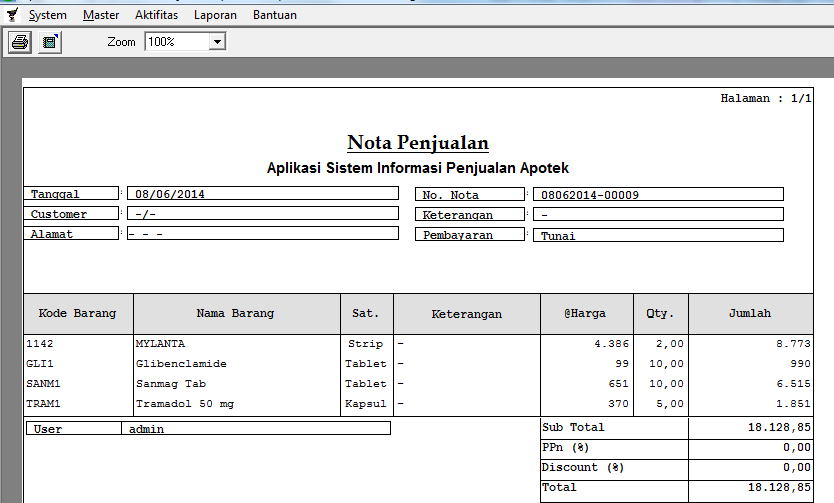 System Master Aktifitas Laporan Bantuan
Zoom 100%
Halaman : 1/1
Nota Penjualan
Aplikasi Sistem Informasi Penjualan Apotek
Tanggal : 08/06/2014 No. Nota : 08062014-00009
Customer : -/- Keterangan : -
Alamat : - - - Pembayaran : Tunai
Kode Barang Nama Barang Sat. Keterangan @Harga Qty. Jumlah
1142 MYLANTA Strip - 4.386 2,00 8.773
GLI1 Glibenclamide Tablet - 99 10,00 990
SANM1 Sanmag Tab Tablet - 651 10,00 6.515
TRAM1 Tramadol 50 mg Kapsul - 370 5,00 1.851
User admin Sub Total 18.128,85
PPn (%) 0,00
Discount (%) 0,00
Total 18.128,85